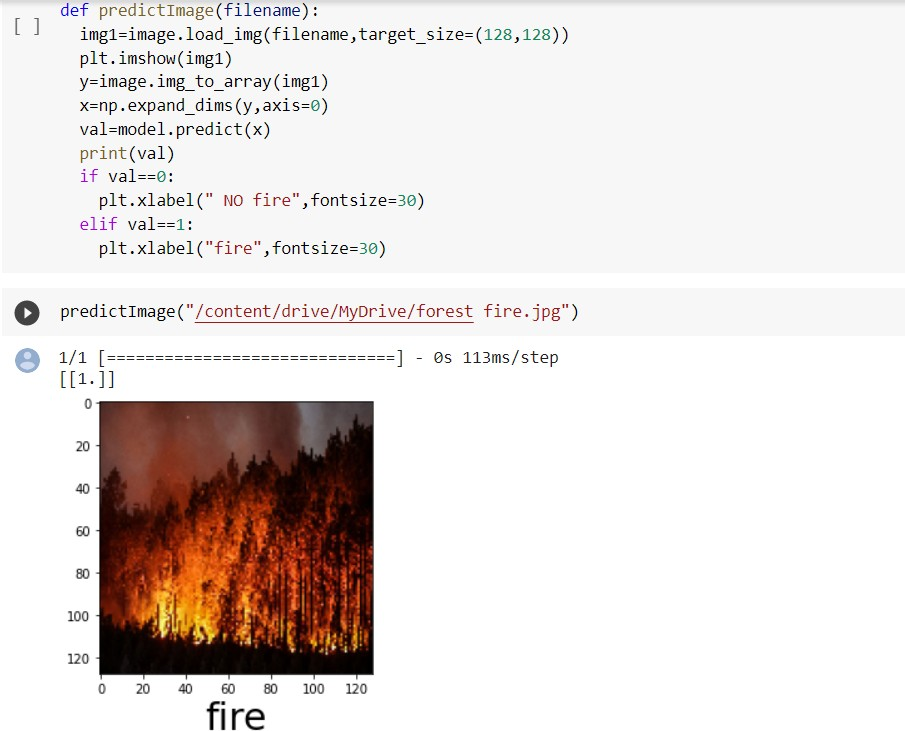 def predictImage(filename):
[ ]
img1=image.load_img(filename,target_size=(128,128))
plt.imshow(img1)
y=image.img_to_array(img1)
x=np.expand_dims(y,axis=0)
val=model.predict(x)
print(val)
if val==0:
plt.xlabel(" NO fire",fontsize=30)
elif val==1:
plt.xlabel("fire",fontsize=30)
predictImage("/content/drive/MyDrive/forest fire.jpg")
1/1 [==============================] - 0s 113ms/step
[[1.]]
0
20
40
60
80
100
120
0 20 40 60 80 100 120
fire